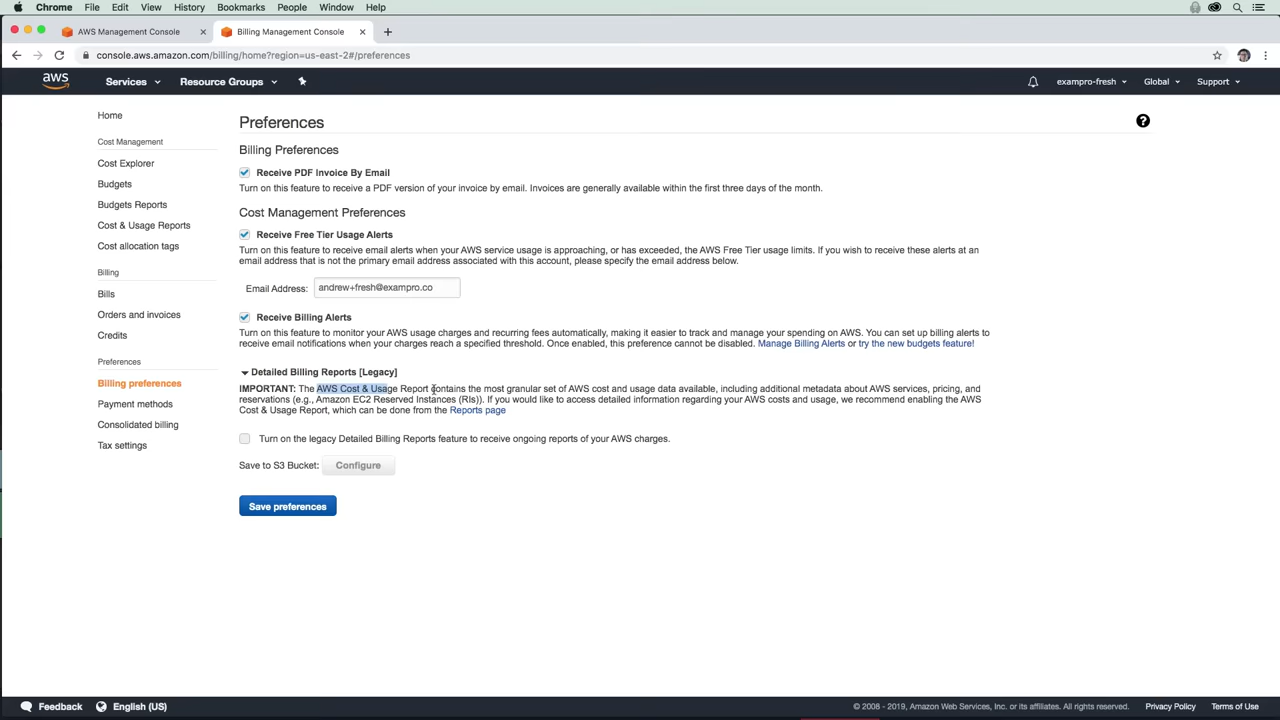 Chrome File Edit View History Bookmarks People Window Help
AWS Management Console
Billing Management Console
console.aws.amazon.com/billing/home?region=us-east-2#/preferences
aws Services Resource Groups exampro-fresh Global Support
Home
Cost Management
Cost Explorer
Budgets
Budgets Reports
Cost & Usage Reports
Cost allocation tags
Billing
Bills
Orders and invoices
Credits
Preferences
Billing preferences
Payment methods
Consolidated billing
Tax settings
Preferences
Billing Preferences
Receive PDF Invoice By Email
Turn on this feature to receive a PDF version of your invoice by email. Invoices are generally available within the first three days of the month.
Cost Management Preferences
Receive Free Tier Usage Alerts
Turn on this feature to receive email alerts when your AWS service usage is approaching, or has exceeded, the AWS Free Tier usage limits. If you wish to receive these alerts at an
email address that is not the primary email address associated with this account, please specify the email address below.
Email Address: andrew+fresh@exampro.co
Receive Billing Alerts
Turn on this feature to monitor your AWS usage charges and recurring fees automatically, making it easier to track and manage your spending on AWS. You can set up billing alerts to
receive email notifications when your charges reach a specified threshold. Once enabled, this preference cannot be disabled. Manage Billing Alerts or try the new budgets feature!
Detailed Billing Reports [Legacy]
IMPORTANT: The AWS Cost & Usage Report contains the most granular set of AWS cost and usage data available, including additional metadata about AWS services, pricing, and
reservations (e.g., Amazon EC2 Reserved Instances (RIs)). If you would like to access detailed information regarding your AWS costs and usage, we recommend enabling the AWS
Cost & Usage Report, which can be done from the Reports page
Turn on the legacy Detailed Billing Reports feature to receive ongoing reports of your AWS charges.
Save to S3 Bucket: Configure
Save preferences
Feedback English (US) © 2008 - 2019, Amazon Web Services, Inc. or its affiliates. All rights reserved. Privacy Policy Terms of Use